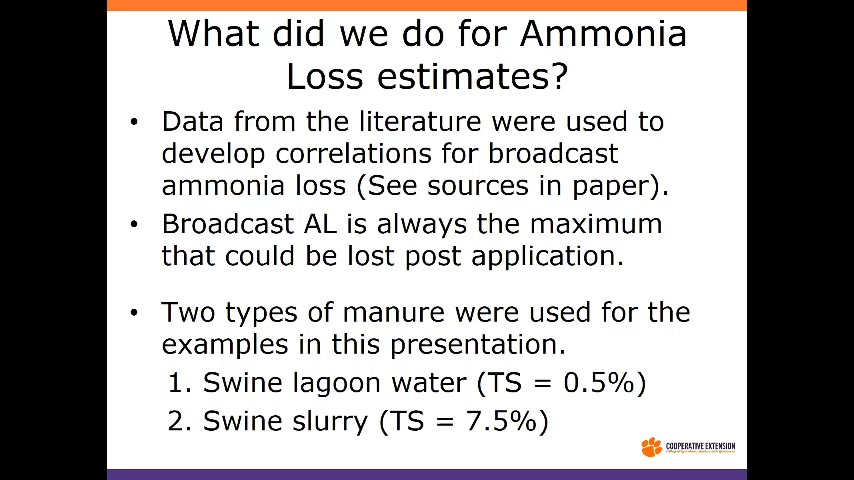 What did we do for Ammonia
Loss estimates?
• Data from the literature were used to
develop correlations for broadcast
ammonia loss (See sources in paper).
• Broadcast AL is always the maximum
that could be lost post application.
• Two types of manure were used for the
examples in this presentation.
1. Swine lagoon water (TS = 0.5%)
2. Swine slurry (TS = 7.5%)
COOPERATIVE EXTENSION